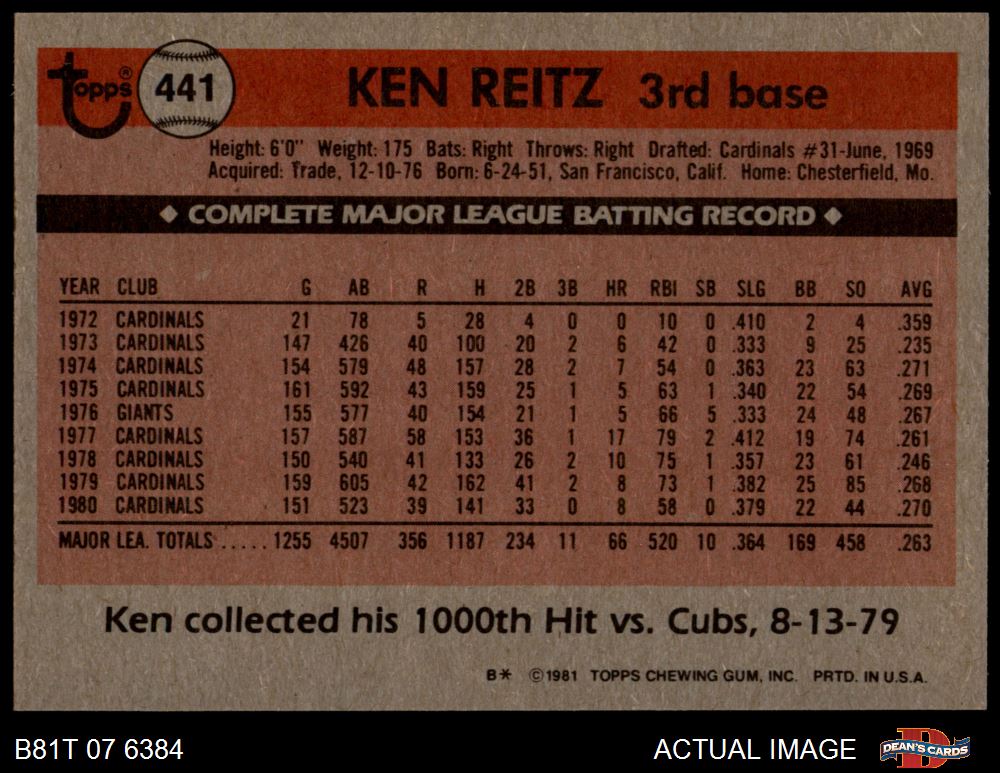 Topps® 441 KEN REITZ 3rd base
Height: 6'0" Weight: 175 Bats: Right Throws: Right Drafted: Cardinals #31-June, 1969
Acquired: Trade, 12-10-76 Born: 6-24-51, San Francisco, Calif. Home: Chesterfield, Mo.
◆ COMPLETE MAJOR LEAGUE BATTING RECORD ◆
YEAR CLUB G AB R H 2B 3B HR RBI SB SLG BB SO AVG
1972 CARDINALS 21 78 5 28 4 0 0 10 0 .410 2 4 .359
1973 CARDINALS 147 426 40 100 20 2 6 42 0 .333 9 25 .235
1974 CARDINALS 154 579 48 157 28 2 7 54 0 .363 23 63 .271
1975 CARDINALS 161 592 43 159 25 1 5 63 1 .340 22 54 .269
1976 GIANTS 155 577 40 154 21 1 5 66 5 .333 24 48 .267
1977 CARDINALS 157 587 58 153 36 1 17 79 2 .412 19 74 .261
1978 CARDINALS 150 540 41 133 26 2 10 75 1 .357 23 61 .246
1979 CARDINALS 159 605 42 162 41 2 8 73 1 .382 25 85 .268
1980 CARDINALS 151 523 39 141 33 0 8 58 0 .379 22 44 .270
MAJOR LEA. TOTALS ..... 1255 4507 356 1187 234 11 66 520 10 .364 169 458 .263
Ken collected his 1000th Hit vs. Cubs, 8-13-79
B* ©1981 TOPPS CHEWING GUM, INC. PRTD. IN U.S.A.
B81T 07 6384 ACTUAL IMAGE DEAN'S CARDS